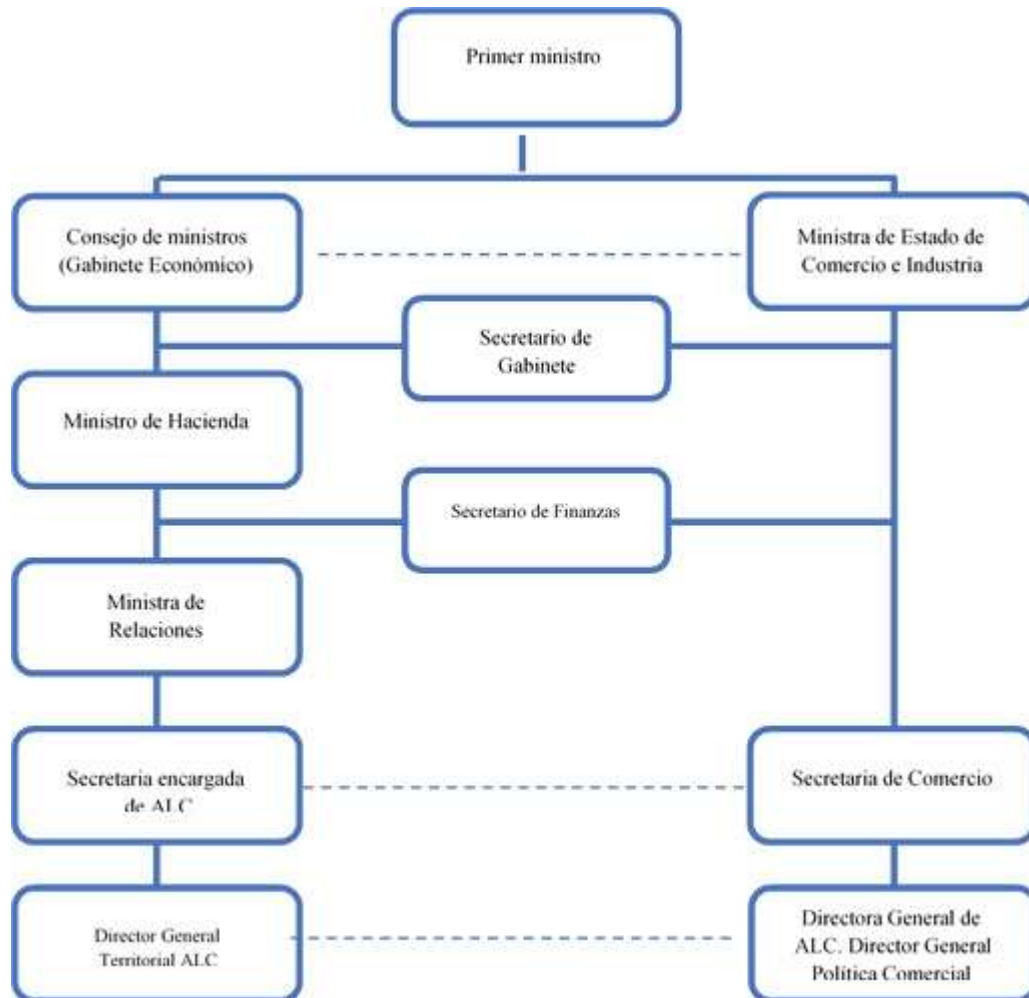 Primer ministro
Consejo de ministros
(Gabinete Económico)
Ministra de Estado de
Comercio e Industria
Secretario de
Gabinete
Ministro de Hacienda
Secretario de Finanzas
Ministra de
Relaciones
Secretaria encargada
de ALC
Secretaria de Comercio
Director General
Territorial ALC
Directora General de
ALC. Director General
Política Comercial